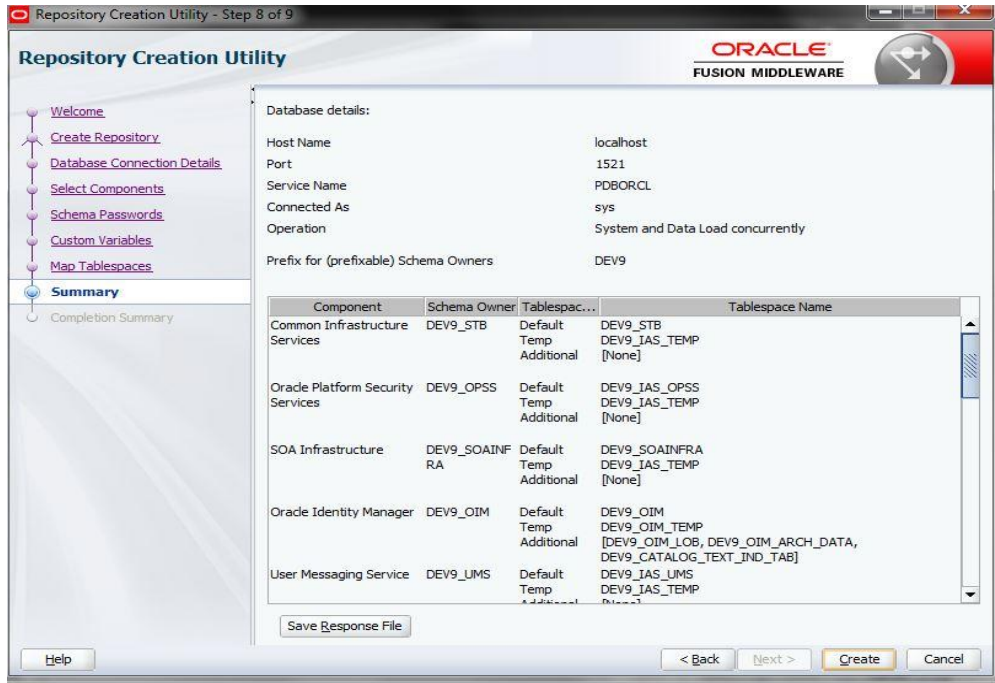 Repository Creation Utility - Step 8 of 9
Repository Creation Utility
ORACLE
FUSION MIDDLEWARE
Welcome
Create Repository
Database Connection Details
Select Components
Schema Passwords
Custom Variables
Map Tablespaces
Summary
Completion Summary
Database details:
Host Name localhost
Port 1521
Service Name PDBORCL
Connected As sys
Operation System and Data Load concurrently
Prefix for (prefixable) Schema Owners DEV9
Component Schema Owner Tablespac... Tablespace Name
Common Infrastructure DEV9_STB Default DEV9_STB
Services Temp DEV9_IAS_TEMP
Additional [None]
Oracle Platform Security DEV9_OPSS Default DEV9_IAS_OPSS
Services Temp DEV9_IAS_TEMP
Additional [None]
SOA Infrastructure DEV9_SOAINF Default DEV9_SOAINFRA
RA Temp DEV9_IAS_TEMP
Additional [None]
Oracle Identity Manager DEV9_OIM Default DEV9_OIM
Temp DEV9_OIM_TEMP
Additional [DEV9_OIM_LOB, DEV9_OIM_ARCH_DATA,
DEV9_CATALOG_TEXT_IND_TAB]
User Messaging Service DEV9_UMS Default DEV9_IAS_UMS
Temp DEV9_IAS_TEMP
Additional [None]
Save Response File
Help < Back Next > Create Cancel